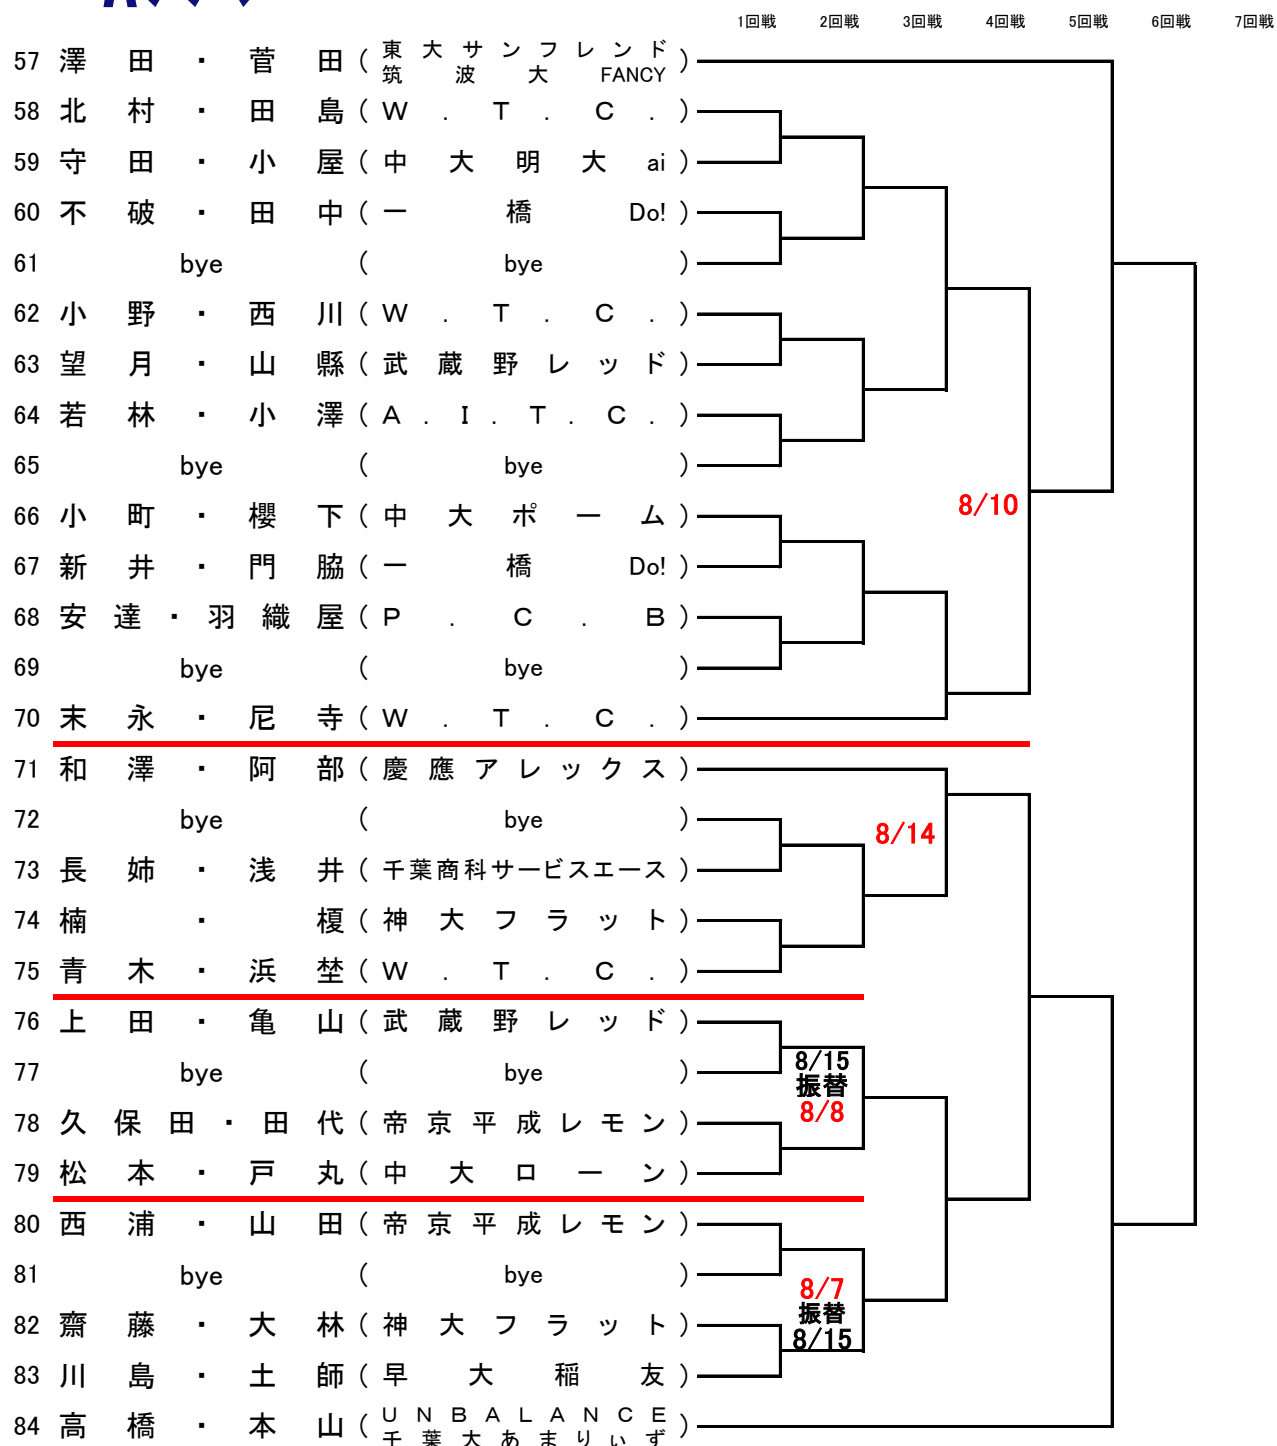 1回戦 2回戦 3回戦 4回戦 5回戦 6回戦 7回戦
57 澤田・菅田(東大サンフレンド 筑波大FANCY)
58 北村・田島(W.T.C.)
59 守田・小屋(中大明大ai)
60 不破・田中(一橋Do!)
61 bye(bye)
62 小野・西川(W.T.C.)
63 望月・山縣(武蔵野レッド)
64 若林・小澤(A.I.T.C.)
65 bye(bye)
66 小町・櫻下(中大ポーム)
8/10
67 新井・門脇(一橋Do!)
68 安達・羽織屋(P.C.B)
69 bye(bye)
70 末永・尼寺(W.T.C.)
71 和澤・阿部(慶應アレックス)
72 bye(bye)
8/14
73 長姉・浅井(千葉商科サービスエース)
74 楠・榎(神大フラット)
75 青木・浜埜(W.T.C.)
76 上田・亀山(武蔵野レッド)
77 bye(bye)
8/15
振替
8/8
78 久保田・田代(帝京平成レモン)
79 松本・戸丸(中大ローン)
80 西浦・山田(帝京平成レモン)
81 bye(bye)
8/7
振替
8/15
82 齋藤・大林(神大フラット)
83 川島・土師(早大稲友)
84 高橋・本山(UNBALANCE 千葉大あまりぃず)